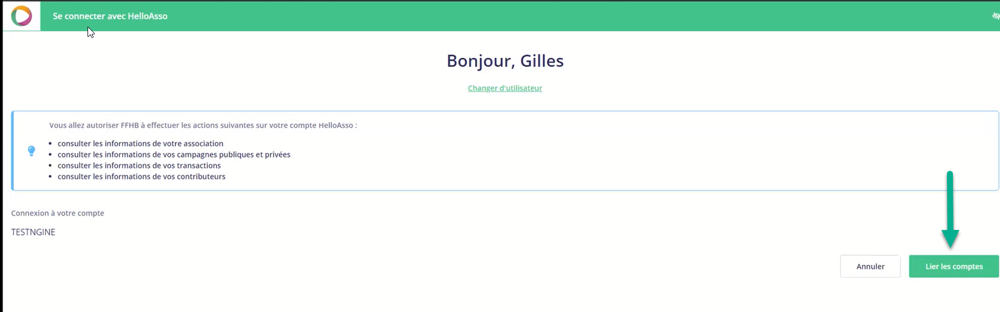 Se connecter avec HelloAsso
Bonjour, Gilles
Changer d'utilisateur
Vous allez autoriser FFHB à effectuer les actions suivantes sur votre compte HelloAsso :
• consulter les informations de votre association
• consulter les informations de vos campagnes publiques et privées
• consulter les informations de vos transactions
• consulter les informations de vos contributeurs
Connexion à votre compte
TESTNGINE
Annuler
Lier les comptes